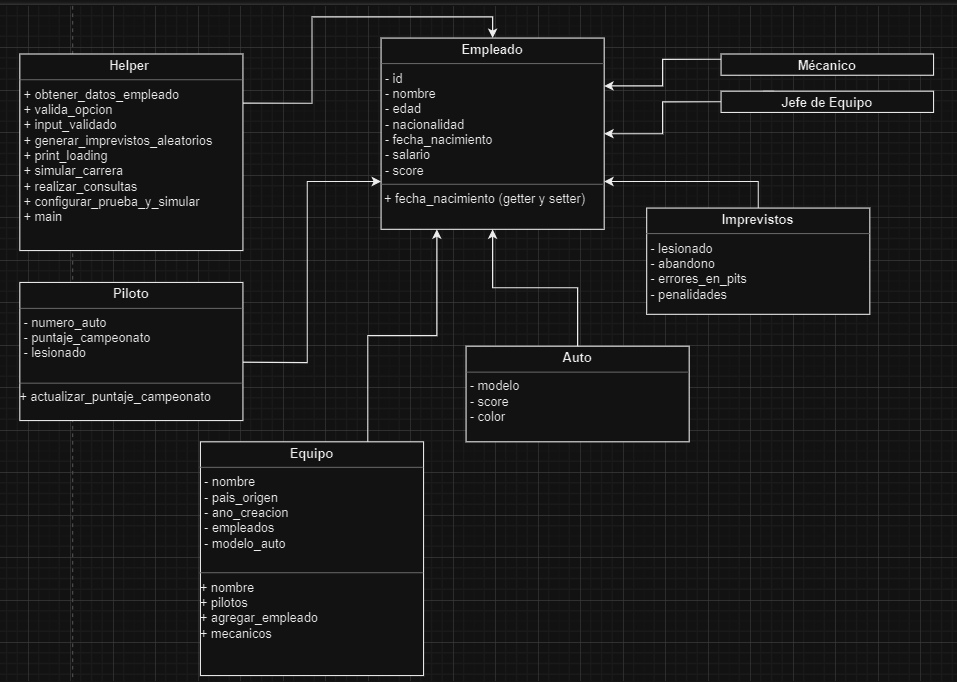 Helper
+ obtener_datos_empleado
+ valida_opcion
+ input_validado
+ generar_imprevistos_aleatorios
+ print_loading
+ simular_carrera
+ realizar_consultas
+ configurar_prueba_y_simular
+ main
Empleado
- id
- nombre
- edad
- nacionalidad
- fecha_nacimiento
- salario
- score
+ fecha_nacimiento (getter y setter)
Mécanico
Jefe de Equipo
Imprevistos
- lesionado
- abandono
- errores_en_pits
- penalidades
Piloto
- numero_auto
- puntaje_campeonato
- lesionado
+ actualizar_puntaje_campeonato
Auto
- modelo
- score
- color
Equipo
- nombre
- pais_origen
- ano_creacion
- empleados
- modelo_auto
+ nombre
+ pilotos
+ agregar_empleado
+ mecanicos